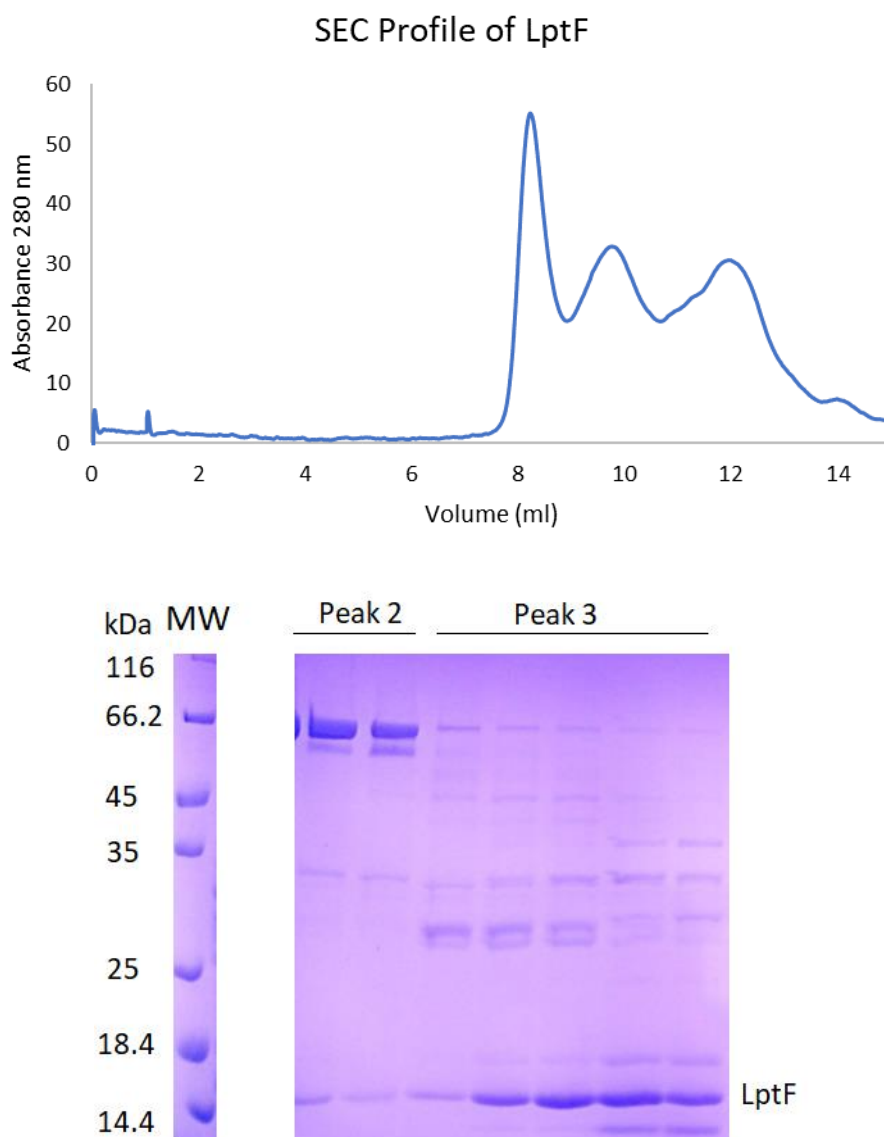 SEC Profile of LptF
60
50
40
30
20
10
0
Absorbance 280 nm
0 2 4 6 8 10 12 14
Volume (ml)
kDa MW Peak 2 Peak 3
116
66.2
45
35
25
18.4
LptF
14.4